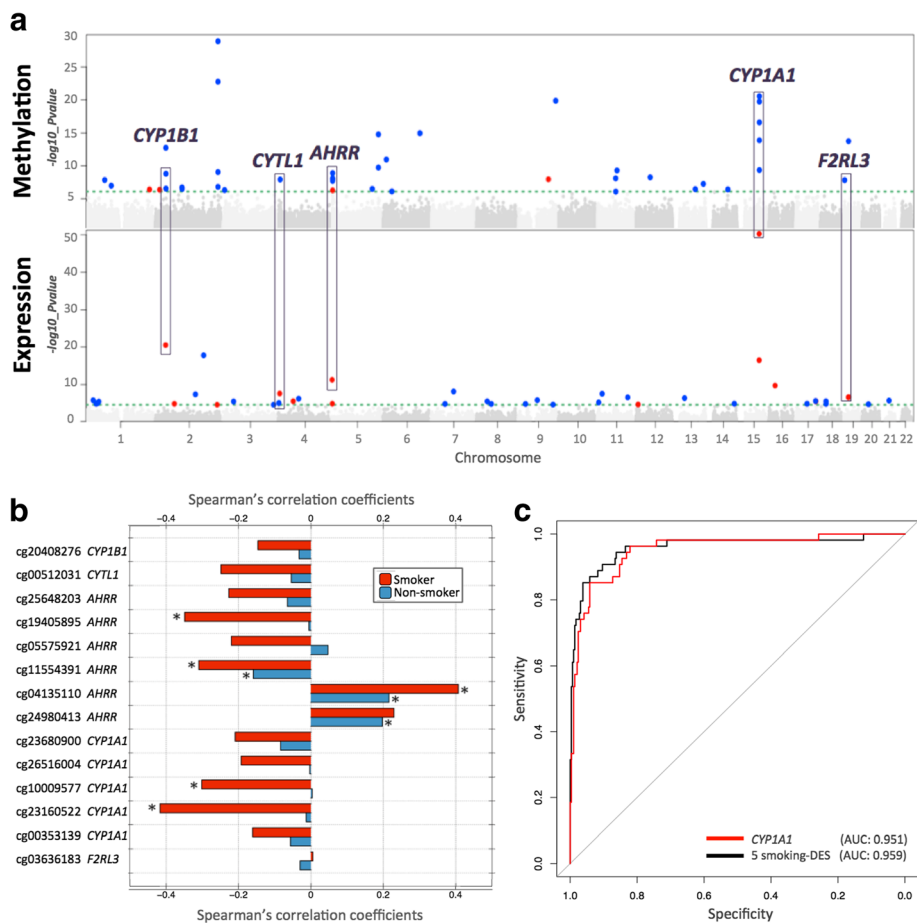 a
Methylation
-log10_Pvalue
30
25
20
15
10
5
CYP1B1
CYTL1
AHRR
CYP1A1
F2RL3
Expression
-log10_Pvalue
50
40
30
20
10
0
1 2 3 4 5 6 7 8 9 10 11 12 13 14 15 16 17 18 19 20 21 22
Chromosome
b
Spearman's correlation coefficients
−0.4 −0.2 0 0.2 0.4
Smoker
Non-smoker
cg20408276 CYP1B1
cg00512031 CYTL1
cg25648203 AHRR
cg19405895 AHRR
*
cg05575921 AHRR
cg11554391 AHRR
* *
cg04135110 AHRR
* *
cg24980413 AHRR
*
cg23680900 CYP1A1
cg26516004 CYP1A1
cg10009577 CYP1A1
*
cg23160522 CYP1A1
*
cg00353139 CYP1A1
cg03636183 F2RL3
−0.4 −0.2 0 0.2 0.4
Spearman's correlation coefficients
c
Sensitivity
1.0
0.8
0.6
0.4
0.2
0.0
CYP1A1 (AUC: 0.951)
5 smoking-DES (AUC: 0.959)
1.0 0.8 0.6 0.4 0.2 0.0
Specificity